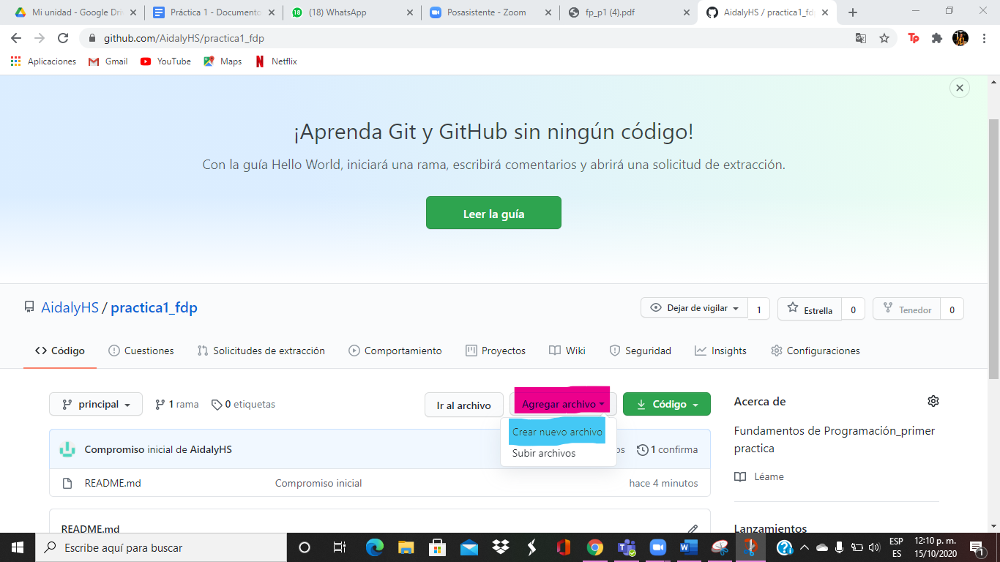 Mi unidad - Google Dri
Práctica 1 - Documento
(18) WhatsApp
Posasistente - Zoom
fp_p1 (4).pdf
AidalyHS / practica1_fd
github.com/AidalyHS/practica1_fdp
Aplicaciones
Gmail
YouTube
Maps
Netflix
¡Aprenda Git y GitHub sin ningún código!
Con la guía Hello World, iniciará una rama, escribirá comentarios y abrirá una solicitud de extracción.
Leer la guía
AidalyHS / practica1_fdp
Dejar de vigilar 1
Estrella 0
Tenedor 0
Código
Cuestiones
Solicitudes de extracción
Comportamiento
Proyectos
Wiki
Seguridad
Insights
Configuraciones
principal
1 rama
0 etiquetas
Ir al archivo
Agregar archivo
Código
Crear nuevo archivo
Subir archivos
Compromiso inicial de AidalyHS
os
1 confirma
README.md
Compromiso inicial
hace 4 minutos
README.md
Acerca de
Fundamentos de Programación_primer
practica
Léame
Lanzamientos
Escribe aquí para buscar
ESP
ES
12:10 p. m.
15/10/2020
1